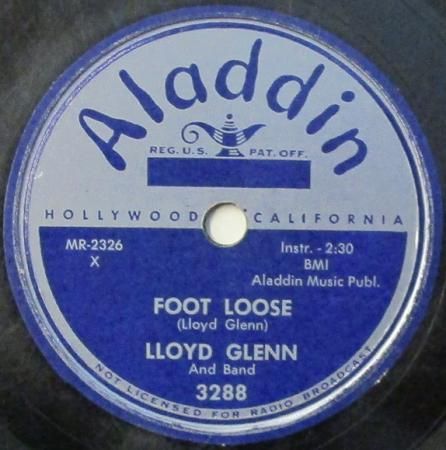 Aladdin
REG. U.S. PAT. OFF.
HOLLYWOOD CALIFORNIA
MR-2326
X
Instr. - 2:30
BMI
Aladdin Music Publ.
FOOT LOOSE
(Lloyd Glenn)
LLOYD GLENN
And Band
3288
NOT LICENSED FOR RADIO BROADCAST